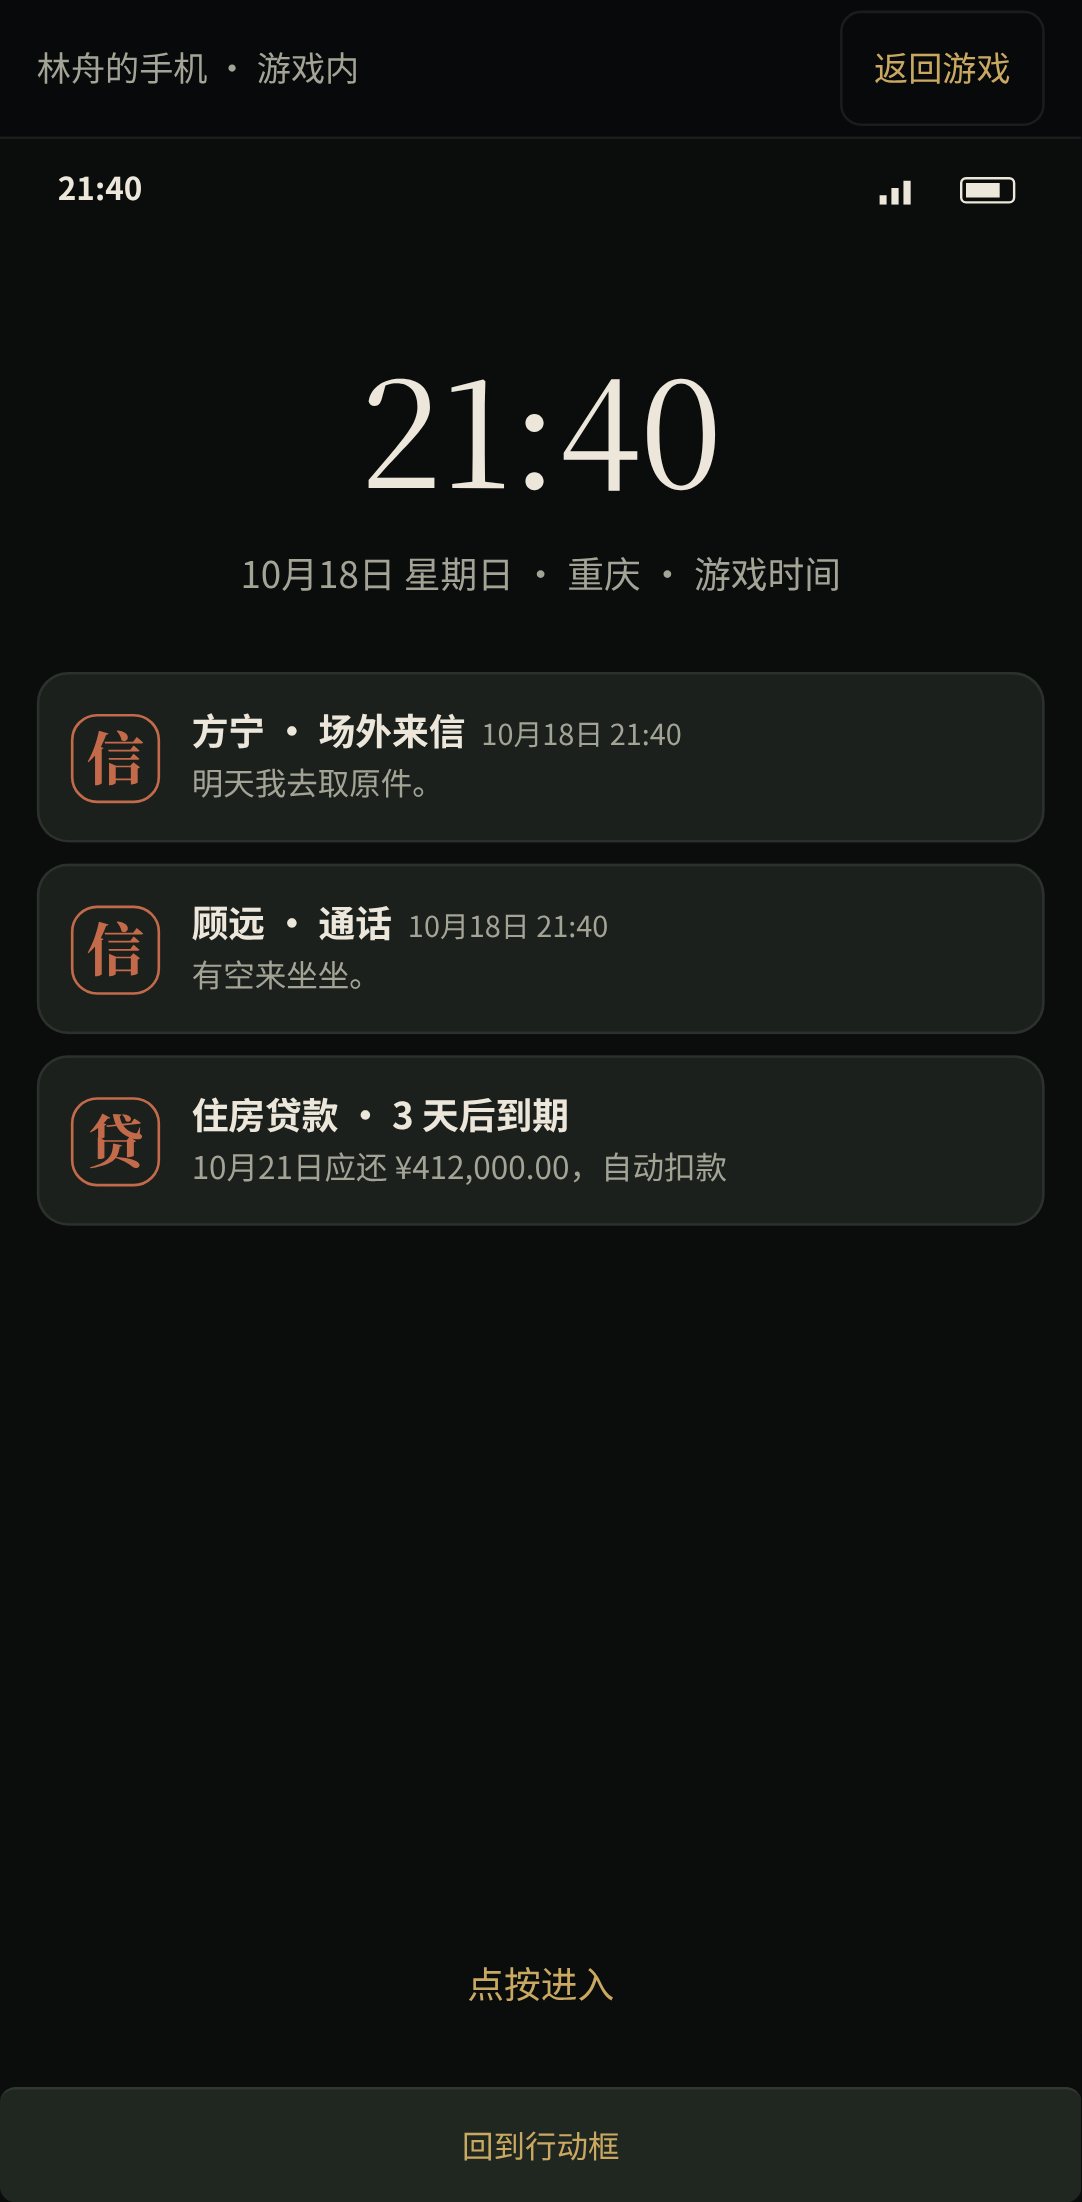 林舟的手机 · 游戏内
返回游戏
21:40
21:40
10月18日 星期日 · 重庆 · 游戏时间
信
方宁 · 场外来信 10月18日 21:40
明天我去取原件。
信
顾远 · 通话 10月18日 21:40
有空来坐坐。
贷
住房贷款 · 3 天后到期
10月21日应还 ¥412,000.00，自动扣款
点按进入
回到行动框